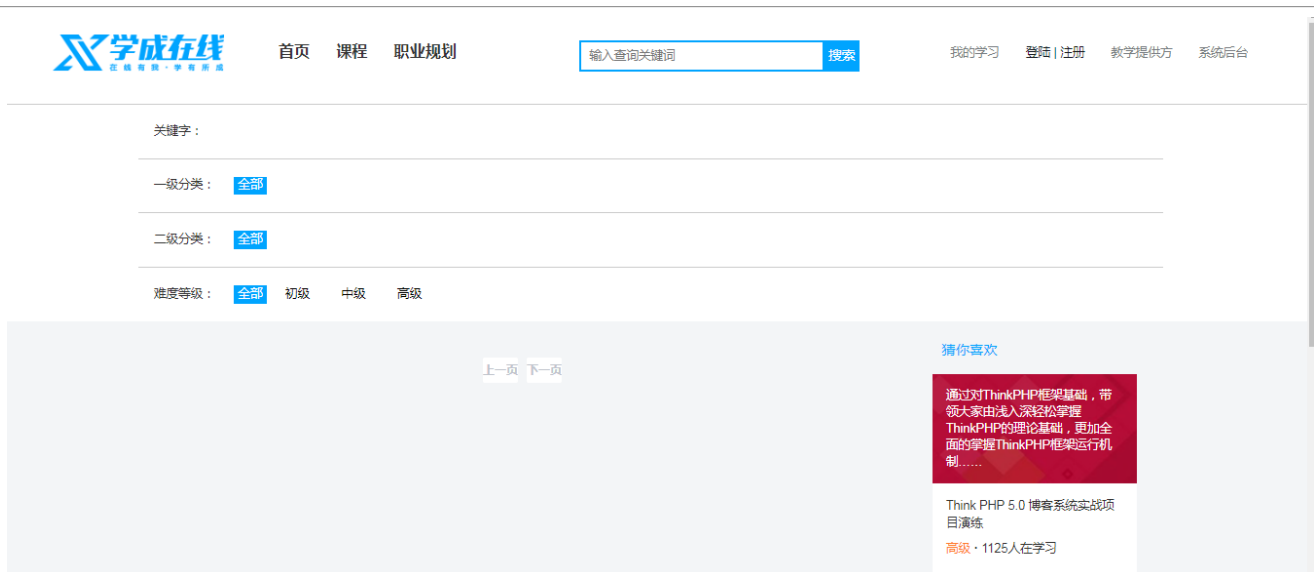 学成在线
在线有我·学有所成
首页 课程 职业规划
输入查询关键词 搜索
我的学习 登陆 | 注册 教学提供方 系统后台
关键字：
一级分类： 全部
二级分类： 全部
难度等级： 全部 初级 中级 高级
上一页 下一页
猜你喜欢
通过对ThinkPHP框架基础，带
领大家由浅入深轻松掌握
ThinkPHP的理论基础，更加全
面的掌握ThinkPHP框架运行机
制……
Think PHP 5.0 博客系统实战项
目演练
高级 · 1125人在学习